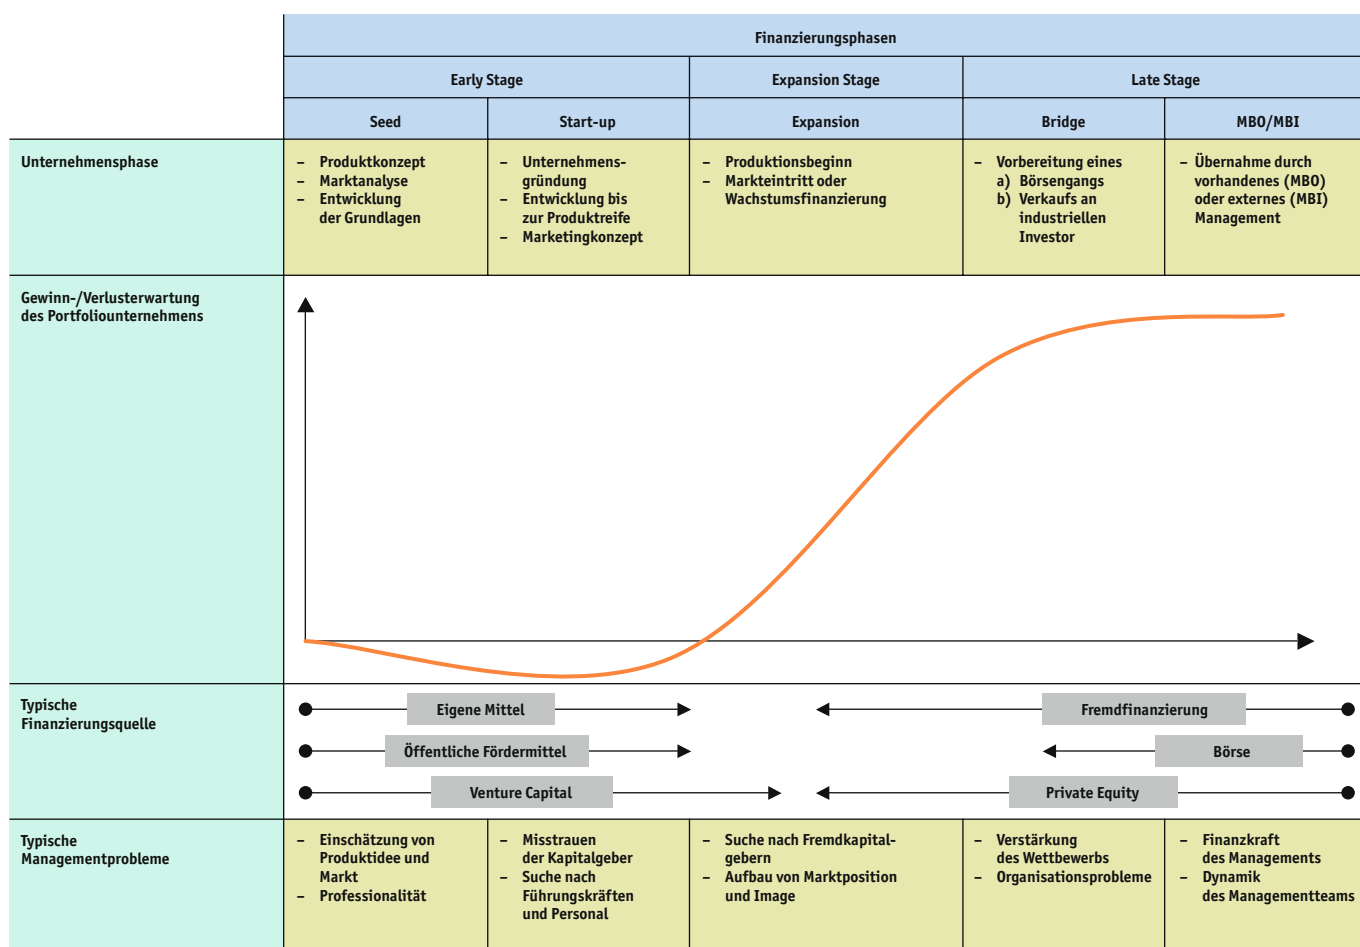 Finanzierungsphasen
Early Stage
Expansion Stage
Late Stage
Seed
Start-up
Expansion
Bridge
MBO/MBI
Unternehmensphase
– Produktkonzept
– Marktanalyse
– Entwicklung
der Grundlagen
– Unternehmens-
gründung
– Entwicklung bis
zur Produktreife
– Marketingkonzept
– Produktionsbeginn
– Markteintritt oder
Wachstumsfinanzierung
– Vorbereitung eines
a) Börsengangs
b) Verkaufs an
industriellen
Investor
– Übernahme durch
vorhandenes (MBO)
oder externes (MBI)
Management
Gewinn-/Verlusterwartung
des Portfoliounternehmens
Typische
Finanzierungsquelle
Eigene Mittel
Fremdfinanzierung
Öffentliche Fördermittel
Börse
Venture Capital
Private Equity
Typische
Managementprobleme
– Einschätzung von
Produktidee und
Markt
– Professionalität
– Misstrauen
der Kapitalgeber
– Suche nach
Führungskräften
und Personal
– Suche nach Fremdkapital-
gebern
– Aufbau von Marktposition
und Image
– Verstärkung
des Wettbewerbs
– Organisationsprobleme
– Finanzkraft
des Managements
– Dynamik
des Managementteams